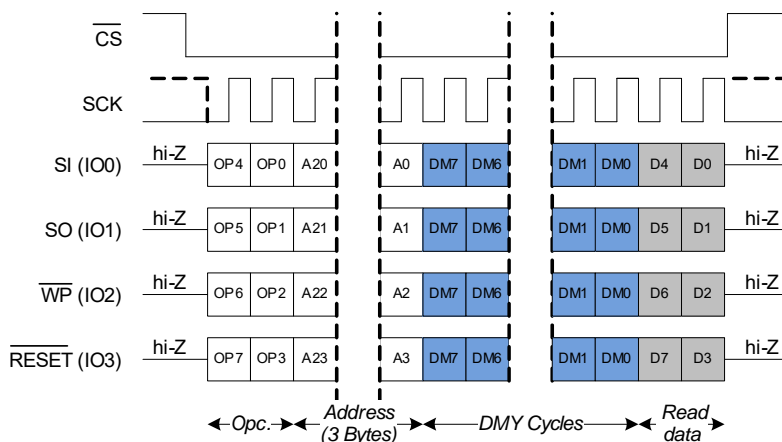 CS
SCK
SI (IO0) hi-Z OP4 OP0 A20 A0 DM7 DM6 DM1 DM0 D4 D0 hi-Z
SO (IO1) hi-Z OP5 OP1 A21 A1 DM7 DM6 DM1 DM0 D5 D1 hi-Z
WP (IO2) hi-Z OP6 OP2 A22 A2 DM7 DM6 DM1 DM0 D6 D2 hi-Z
RESET (IO3) hi-Z OP7 OP3 A23 A3 DM7 DM6 DM1 DM0 D7 D3 hi-Z
Opc. Address DMY Cycles Read
(3 Bytes) data